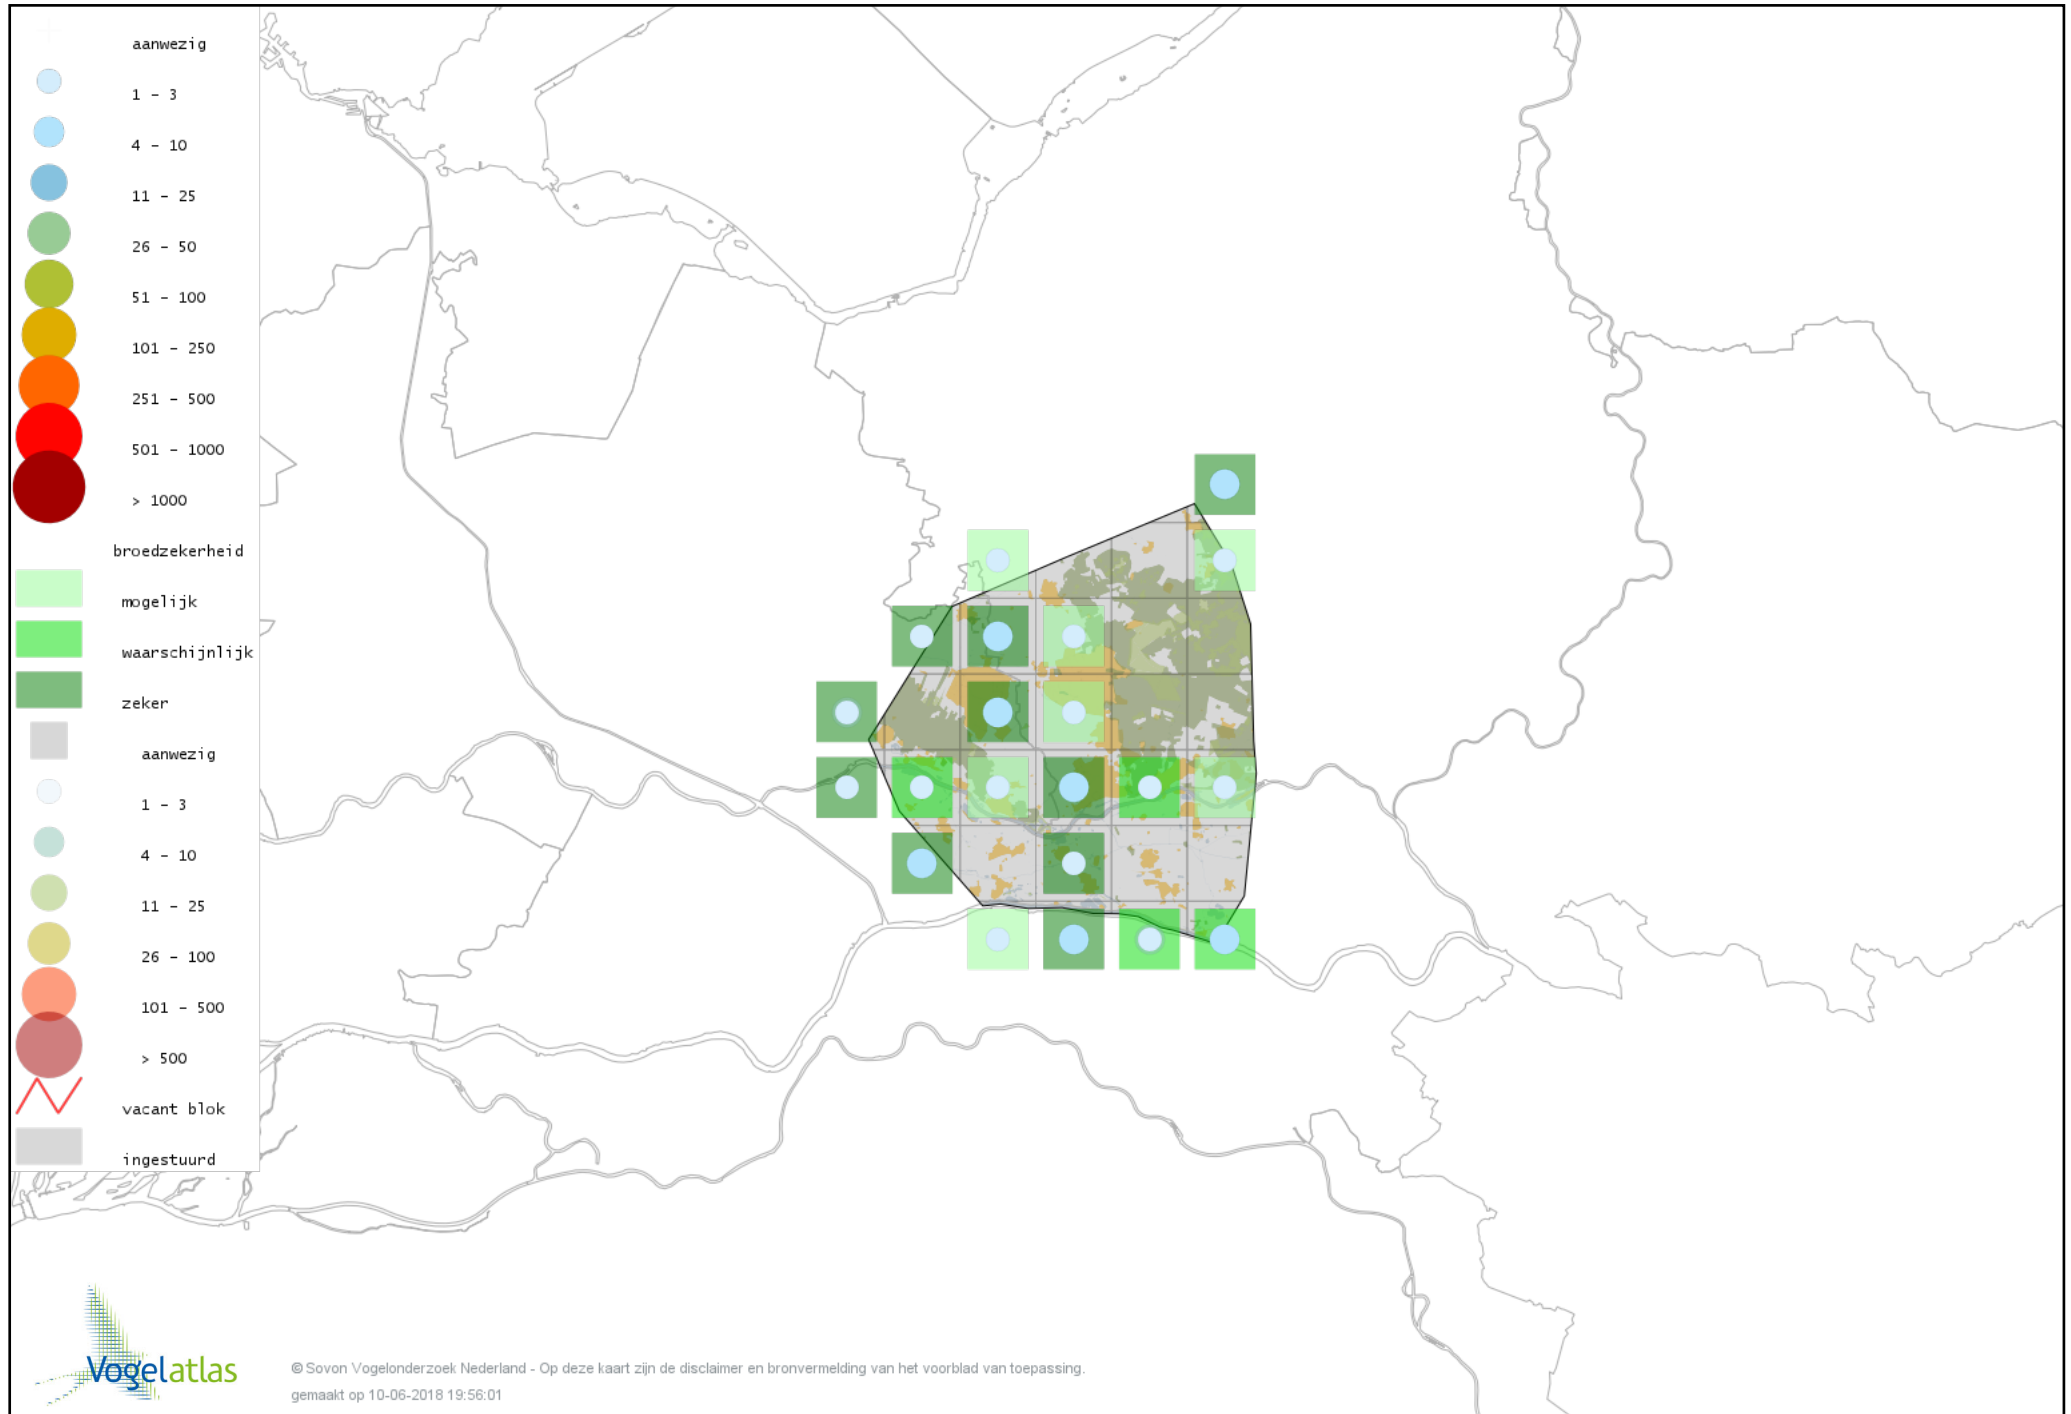 aanwezig
1 - 3
4 - 10
11 - 25
26 - 50
51 - 100
101 - 250
251 - 500
501 - 1000
> 1000
broedzekerheid
mogelijk
waarschijnlijk
zeker
aanwezig
1 - 3
4 - 10
11 - 25
26 - 100
101 - 500
> 500
vacant blok
ingestuurd
Vogelatlas
© Sovon Vogelonderzoek Nederland - Op deze kaart zijn de disclaimer en bronvermelding van het voorblad van toepassing.
gemaakt op 10-06-2018 19:56:01